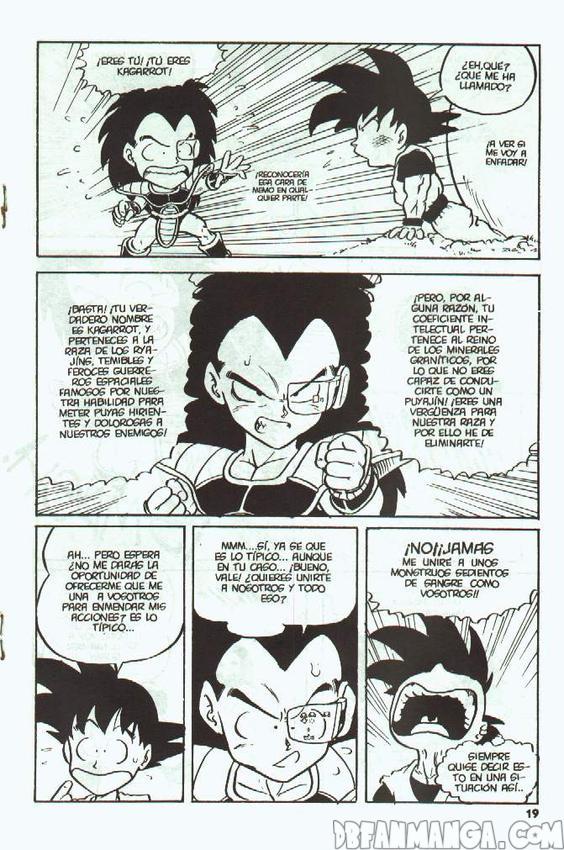 ¡ERES TÚ! ¡TÚ ERES
KAGARROT!
¡RECONOCERÍA
ESA CARA DE
MEMO EN CUAL-
QUIER PARTE!
¿EH,QUÉ?
¿QUE ME HA
LLAMADO?
¡A VER SI
ME VOY A
ENFADAR!
¡BASTA! ¡TU VER-
DADERO NOMBRE
ES KAGARROT, Y
PERTENECES A LA
RAZA DE LOS RYA-
JÍNG, TEMIBLES Y
FEROCES GUERRE-
ROS ESPACIALES
FAMOSOS POR NUES-
TRA HABILIDAD PARA
METER PUYAS HIRIEN-
TES Y DOLOROSAS A
NUESTROS ENEMIGOS!
¡PERO, POR AL-
GUNA RAZÓN, TU
COEFICIENTE IN-
TELECTUAL PER-
TENECE AL REINO
DE LOS MINERALES
GRANÍTICOS, POR
LO QUE NO ERES
CAPAZ DE CONDU-
CIRTE COMO UN
PUYAJÍN! ¡ERES UNA
VERGÜENZA PARA
NUESTRA RAZA Y
POR ELLO HE DE
ELIMINARTE!
AH... PERO ESPERA
¿NO ME DARAS LA
OPORTUNIDAD DE
OFRECERME QUE ME
UNA A VOSOTROS
PARA ENMENDAR MIS
ACCIONES? ES LO
TÍPICO...
MMM....SÍ, YA SE QUE
ES LO TÍPICO... AUNQUE
EN TU CASO... ¡BUENO,
VALE! ¿QUIERES UNIRTE
A NOSOTROS Y TODO
ESO?
¡NO!¡¡JAMAS
ME UNIRÉ A UNOS
MONSTRUOS SEDIENTOS
DE SANGRE COMO
VOSOTROS!!
SIEMPRE
QUISE DECIR ES-
TO EN UNA SI-
TUACIÓN ASÍ..
19
DBFANMANGA.COM